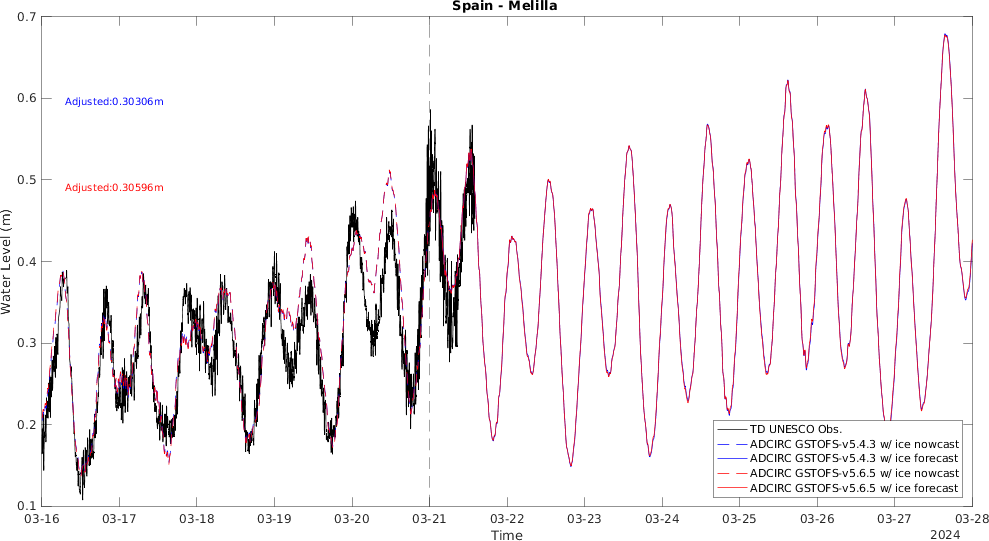 Spain - Melilla
0.7
0.6
0.5
0.4
0.3
0.2
0.1
Water Level (m)
Adjusted:0.30306m
Adjusted:0.30596m
TD UNESCO Obs.
ADCIRC GSTOFS-v5.4.3 w/ ice nowcast
ADCIRC GSTOFS-v5.4.3 w/ ice forecast
ADCIRC GSTOFS-v5.6.5 w/ ice nowcast
ADCIRC GSTOFS-v5.6.5 w/ ice forecast
03-16 03-17 03-18 03-19 03-20 03-21 03-22 03-23 03-24 03-25 03-26 03-27 03-28
Time
2024